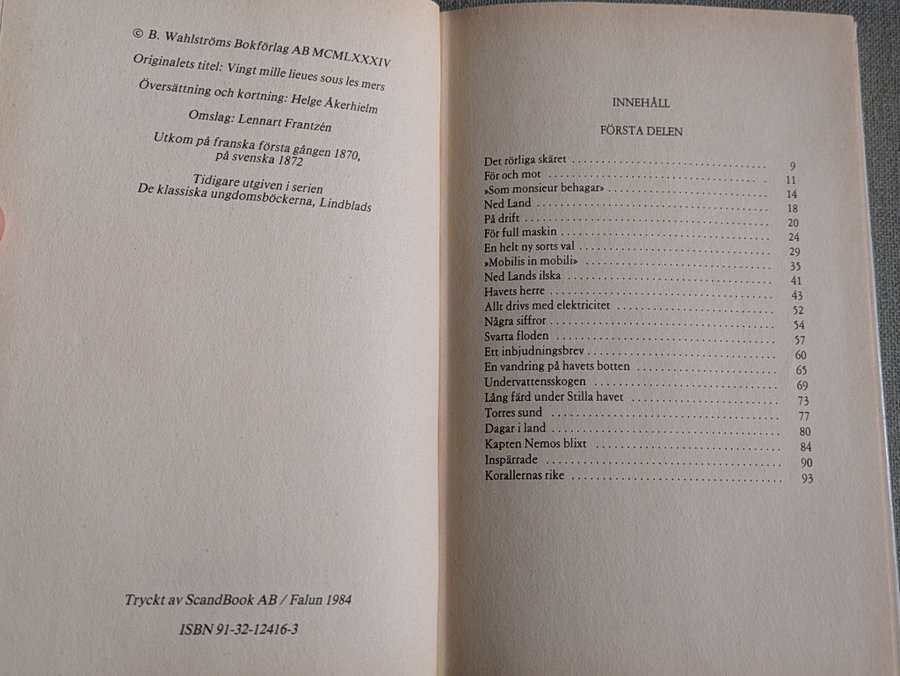 © B. Wahlströms Bokförlag AB MCMLXXXIV
Originalets titel: Vingt mille lieues sous les mers
Översättning och kortning: Helge Åkerhielm
Omslag: Lennart Frantzén
Utkom på franska första gången 1870,
på svenska 1872
Tidigare utgiven i serien
De klassiska ungdomsböckerna, Lindblads
Tryckt av ScandBook AB / Falun 1984
ISBN 91-32-12416-3
INNEHÅLL
FÖRSTA DELEN
Det rörliga skäret . . . . . . . . . . . . . . . . . . . . . . . . . . 9
För och mot . . . . . . . . . . . . . . . . . . . . . . . . . . 11
»Som monsieur behagar» . . . . . . . . . . . . . . . . . . . . . . . . . . 14
Ned Land . . . . . . . . . . . . . . . . . . . . . . . . . . 18
På drift . . . . . . . . . . . . . . . . . . . . . . . . . . 20
För full maskin . . . . . . . . . . . . . . . . . . . . . . . . . . 24
En helt ny sorts val . . . . . . . . . . . . . . . . . . . . . . . . . . 29
»Mobilis in mobili» . . . . . . . . . . . . . . . . . . . . . . . . . . 35
Ned Lands ilska . . . . . . . . . . . . . . . . . . . . . . . . . . 41
Havets herre . . . . . . . . . . . . . . . . . . . . . . . . . . 43
Allt drivs med elektricitet . . . . . . . . . . . . . . . . . . . . . . 52
Några siffror . . . . . . . . . . . . . . . . . . . . . . . . . . 54
Svarta floden . . . . . . . . . . . . . . . . . . . . . . . . . . 57
Ett inbjudningsbrev . . . . . . . . . . . . . . . . . . . . . . . . . . 60
En vandring på havets botten . . . . . . . . . . . . . . . . . . . . 65
Undervattensskogen . . . . . . . . . . . . . . . . . . . . . . . . . . 69
Lång färd under Stilla havet . . . . . . . . . . . . . . . . . . . . 73
Torres sund . . . . . . . . . . . . . . . . . . . . . . . . . . 77
Dagar i land . . . . . . . . . . . . . . . . . . . . . . . . . . 80
Kapten Nemos blixt . . . . . . . . . . . . . . . . . . . . . . . . . . 84
Inspärrade . . . . . . . . . . . . . . . . . . . . . . . . . . 90
Korallernas rike . . . . . . . . . . . . . . . . . . . . . . . . . . 93